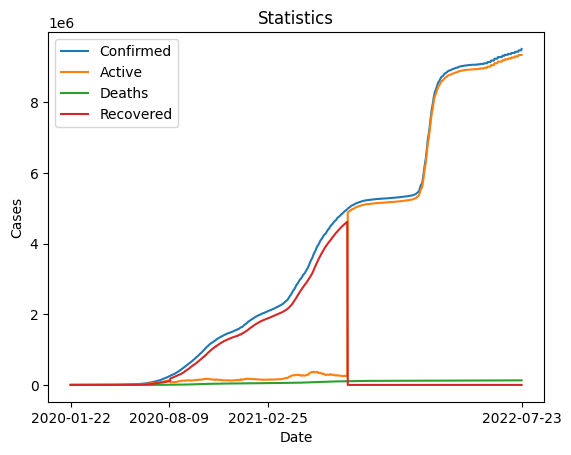 Statistics
1e6
Confirmed
Active
Deaths
Recovered
8
6
4
2
0
Cases
2020-01-22 2020-08-09 2021-02-25 2022-07-23
Date